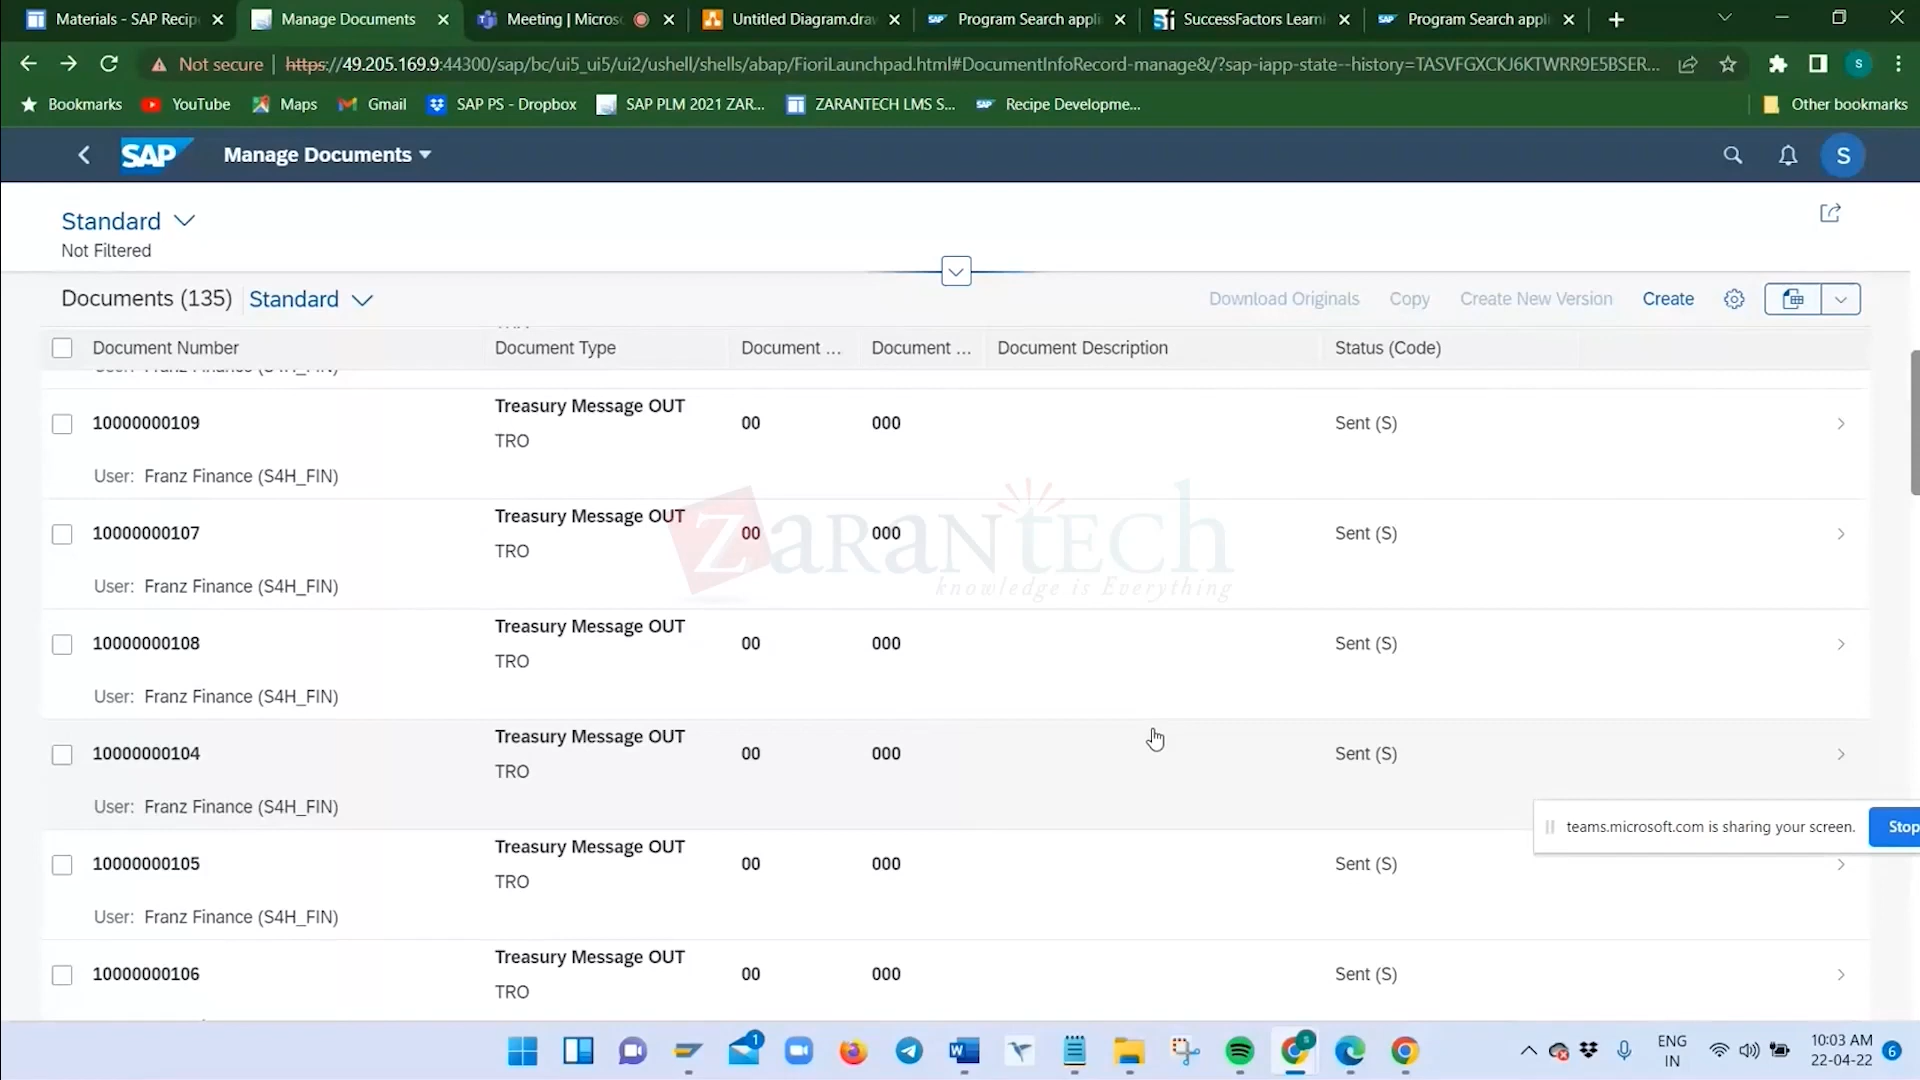 Materials - SAP Recip
Manage Documents
Meeting | Micros
Untitled Diagram.dra
Program Search appli
SuccessFactors Learni
Program Search appli
Not secure
https://49.205.169.9:44300/sap/bc/ui5_ui5/ui2/ushell/shells/abap/FioriLaunchpad.html#DocumentInfoRecord-manage&/?sap-iapp-state--history=TASVFGXCKJ6KTWRR9E5BSER...
S
Bookmarks
YouTube
Maps
Gmail
SAP PS - Dropbox
SAP PLM 2021 ZAR...
ZARANTECH LMS S...
Recipe Developme...
Other bookmarks
SAP
Manage Documents
S
Standard
Not Filtered
Documents (135)
Standard
Download Originals
Copy
Create New Version
Create
Document Number
Document Type
Document ...
Document ...
Document Description
Status (Code)
10000000109
Treasury Message OUT
TRO
00
000
Sent (S)
User: Franz Finance (S4H_FIN)
10000000107
Treasury Message OUT
TRO
00
000
Sent (S)
User: Franz Finance (S4H_FIN)
zaranTech
knowledge is Everything
10000000108
Treasury Message OUT
TRO
00
000
Sent (S)
User: Franz Finance (S4H_FIN)
10000000104
Treasury Message OUT
TRO
00
000
Sent (S)
User: Franz Finance (S4H_FIN)
teams.microsoft.com is sharing your screen.
Stop
10000000105
Treasury Message OUT
TRO
00
000
Sent (S)
User: Franz Finance (S4H_FIN)
10000000106
Treasury Message OUT
TRO
00
000
Sent (S)
1
ENG
IN
10:03 AM
22-04-22
6